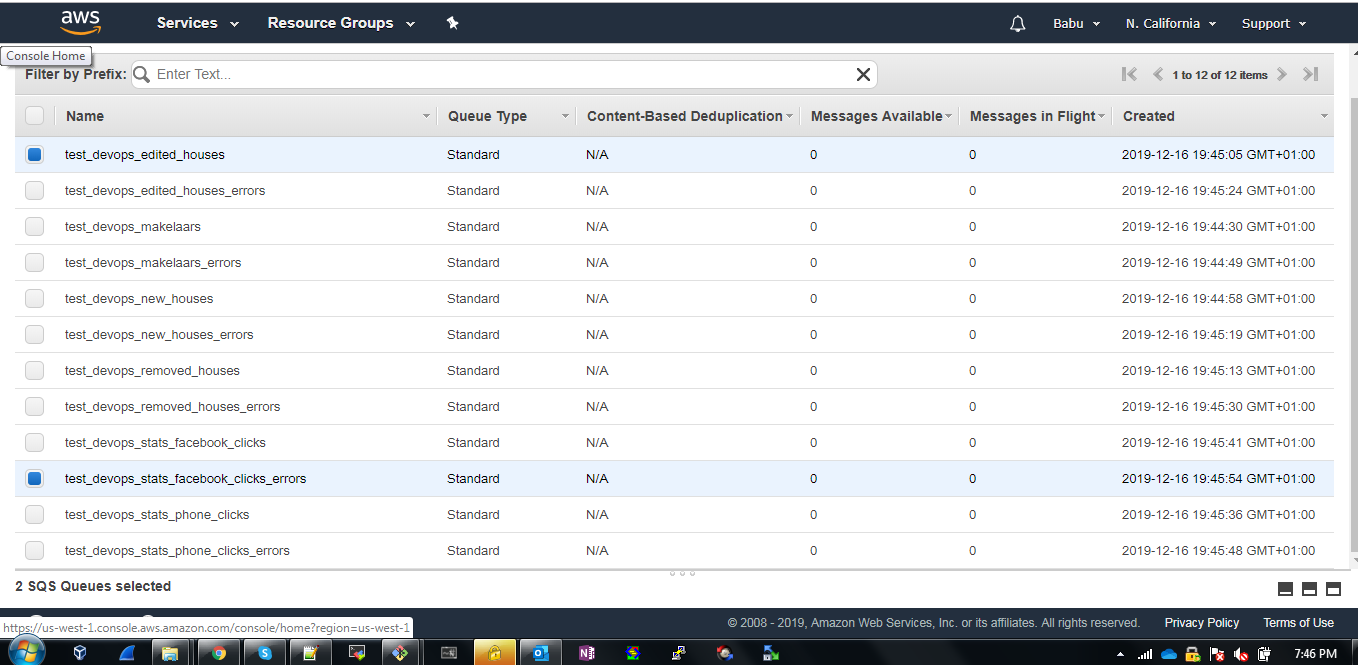 aws Services Resource Groups Babu N. California Support
Console Home
Filter by Prefix: Enter Text... 1 to 12 of 12 items
Name Queue Type Content-Based Deduplication Messages Available Messages in Flight Created
test_devops_edited_houses Standard N/A 0 0 2019-12-16 19:45:05 GMT+01:00
test_devops_edited_houses_errors Standard N/A 0 0 2019-12-16 19:45:24 GMT+01:00
test_devops_makelaars Standard N/A 0 0 2019-12-16 19:44:30 GMT+01:00
test_devops_makelaars_errors Standard N/A 0 0 2019-12-16 19:44:49 GMT+01:00
test_devops_new_houses Standard N/A 0 0 2019-12-16 19:44:58 GMT+01:00
test_devops_new_houses_errors Standard N/A 0 0 2019-12-16 19:45:19 GMT+01:00
test_devops_removed_houses Standard N/A 0 0 2019-12-16 19:45:13 GMT+01:00
test_devops_removed_houses_errors Standard N/A 0 0 2019-12-16 19:45:30 GMT+01:00
test_devops_stats_facebook_clicks Standard N/A 0 0 2019-12-16 19:45:41 GMT+01:00
test_devops_stats_facebook_clicks_errors Standard N/A 0 0 2019-12-16 19:45:54 GMT+01:00
test_devops_stats_phone_clicks Standard N/A 0 0 2019-12-16 19:45:36 GMT+01:00
test_devops_stats_phone_clicks_errors Standard N/A 0 0 2019-12-16 19:45:48 GMT+01:00
2 SQS Queues selected
https://us-west-1.console.aws.amazon.com/console/home?region=us-west-1 © 2008 - 2019, Amazon Web Services, Inc. or its affiliates. All rights reserved. Privacy Policy Terms of Use
7:46 PM